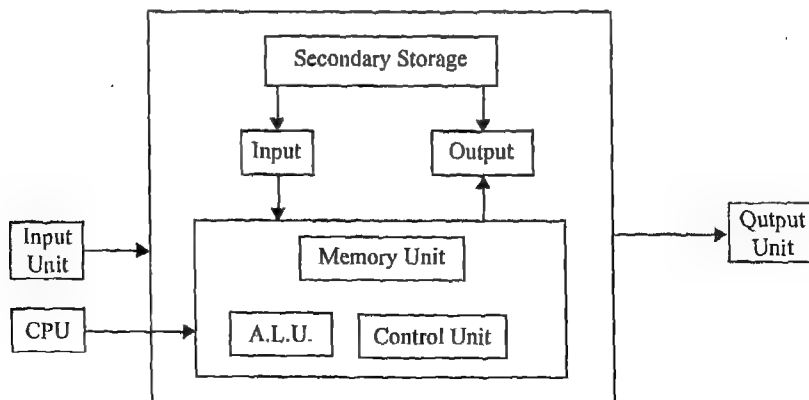 Secondary Storage
Input
Output
Input
Unit
Memory Unit
Qutput
Unit
CPU
A.L.U.
Control Unit